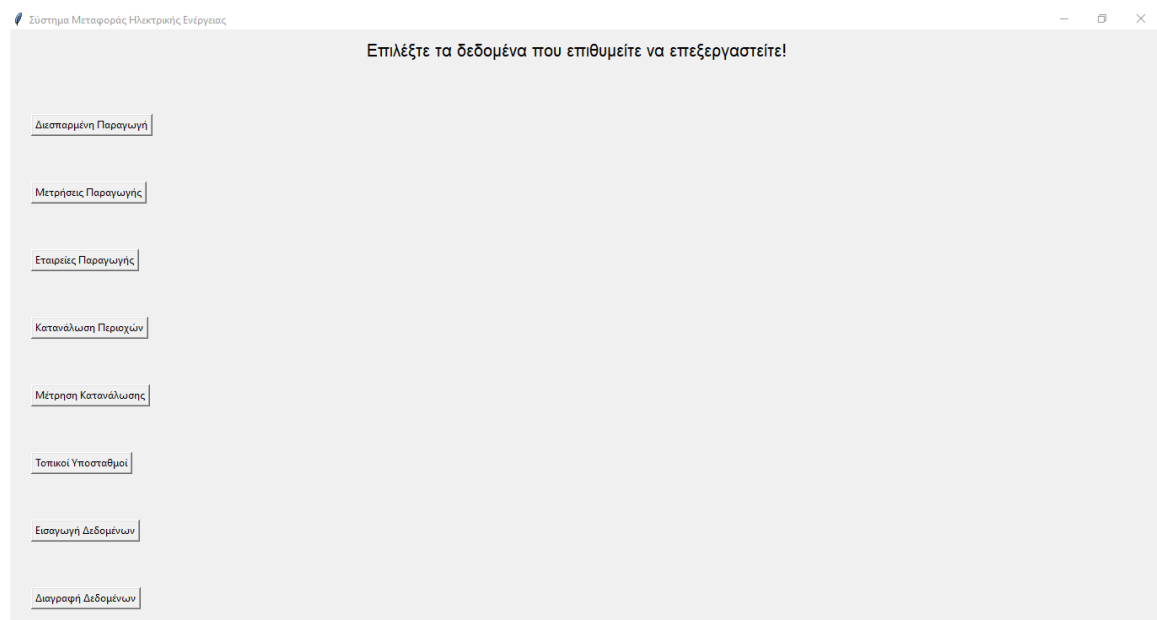 Σύστημα Μεταφοράς Ηλεκτρικής Ενέργειας
Επιλέξτε τα δεδομένα που επιθυμείτε να επεξεργαστείτε!
Διεσπαρμένη Παραγωγή
Μετρήσεις Παραγωγής
Εταιρείες Παραγωγής
Κατανάλωση Περιοχών
Μέτρηση Κατανάλωσης
Τοπικοί Υποσταθμοί
Εισαγωγή Δεδομένων
Διαγραφή Δεδομένων